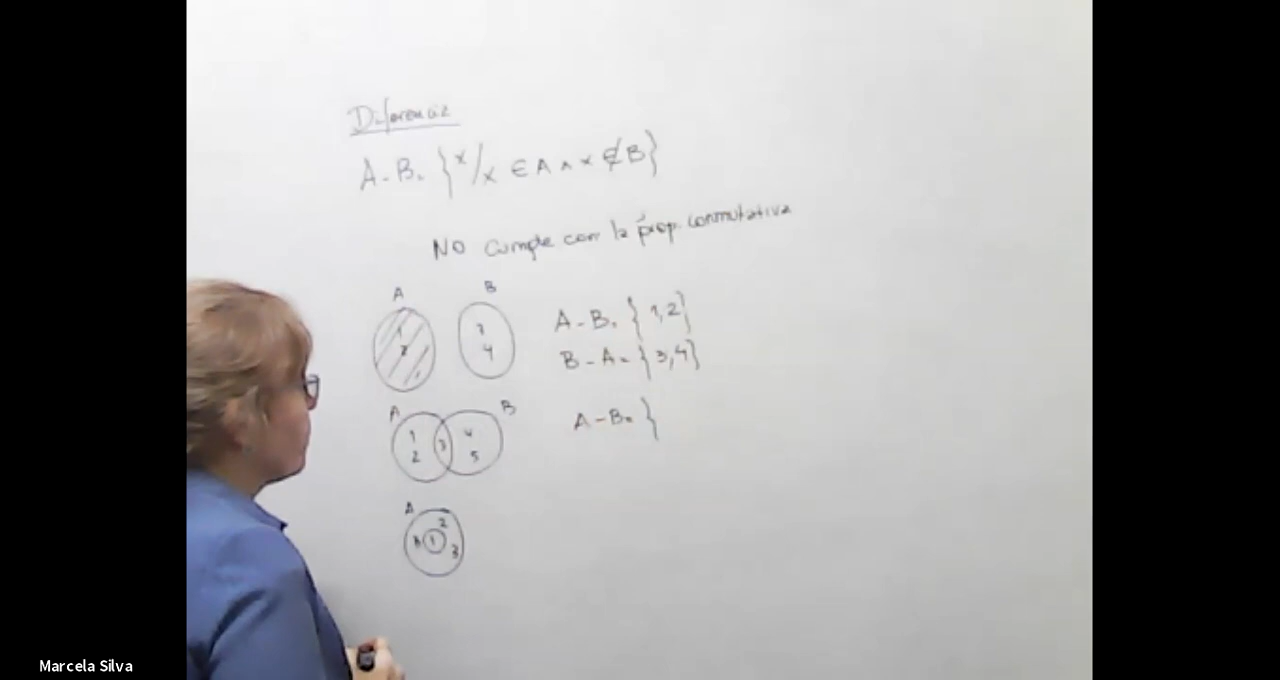 Diferencia
A-B= {x/x ∈ A ∧ x ∉ B}
NO cumple con la prop. conmutativa
A B
1 3
2 4
A-B= {1,2}
B-A= {3,4}
A B
1 3 4
2 5
A-B= {
A
2
B 1 3
Marcela Silva